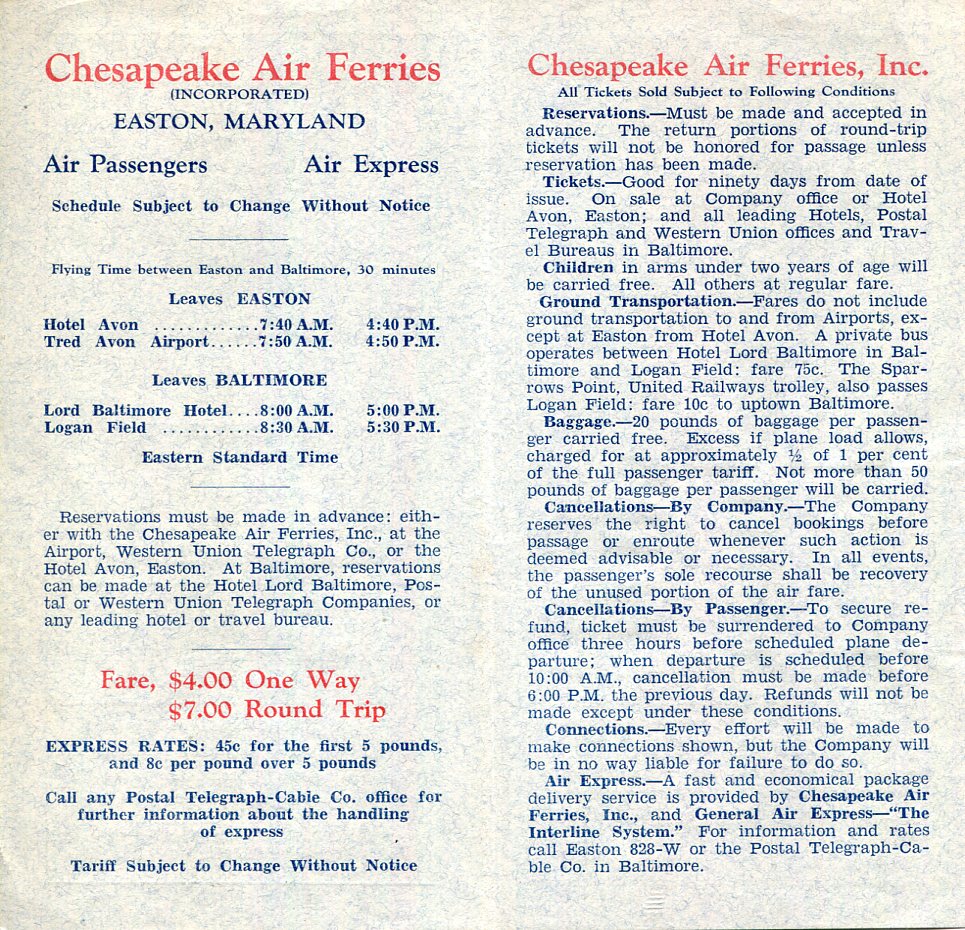 Chesapeake Air Ferries
(INCORPORATED)
EASTON, MARYLAND
Air Passengers Air Express
Schedule Subject to Change Without Notice
Flying Time between Easton and Baltimore, 30 minutes
Leaves EASTON
Hotel Avon .............7:40 A.M. 4:40 P.M.
Tred Avon Airport......7:50 A.M. 4:50 P.M.
Leaves BALTIMORE
Lord Baltimore Hotel....8:00 A.M. 5:00 P.M.
Logan Field ............8:30 A.M. 5:30 P.M.
Eastern Standard Time
Reservations must be made in advance: eith-
er with the Chesapeake Air Ferries, Inc., at the
Airport, Western Union Telegraph Co., or the
Hotel Avon, Easton. At Baltimore, reservations
can be made at the Hotel Lord Baltimore, Pos-
tal or Western Union Telegraph Companies, or
any leading hotel or travel bureau.
Fare, $4.00 One Way
$7.00 Round Trip
EXPRESS RATES: 45c for the first 5 pounds,
and 8c per pound over 5 pounds
Call any Postal Telegraph-Cable Co. office for
further information about the handling
of express
Tariff Subject to Change Without Notice
Chesapeake Air Ferries, Inc.
All Tickets Sold Subject to Following Conditions
Reservations.—Must be made and accepted in
advance. The return portions of round-trip
tickets will not be honored for passage unless
reservation has been made.
Tickets.—Good for ninety days from date of
issue. On sale at Company office or Hotel
Avon, Easton; and all leading Hotels, Postal
Telegraph and Western Union offices and Trav-
el Bureaus in Baltimore.
Children in arms under two years of age will
be carried free. All others at regular fare.
Ground Transportation.—Fares do not include
ground transportation to and from Airports, ex-
cept at Easton from Hotel Avon. A private bus
operates between Hotel Lord Baltimore in Bal-
timore and Logan Field: fare 75c. The Spar-
rows Point, United Railways trolley, also passes
Logan Field: fare 10c to uptown Baltimore.
Baggage.—20 pounds of baggage per passen-
ger carried free. Excess if plane load allows,
charged for at approximately ½ of 1 per cent
of the full passenger tariff. Not more than 50
pounds of baggage per passenger will be carried.
Cancellations—By Company.—The Company
reserves the right to cancel bookings before
passage or enroute whenever such action is
deemed advisable or necessary. In all events,
the passenger's sole recourse shall be recovery
of the unused portion of the air fare.
Cancellations—By Passenger.—To secure re-
fund, ticket must be surrendered to Company
office three hours before scheduled plane de-
parture; when departure is scheduled before
10:00 A.M., cancellation must be made before
6:00 P.M. the previous day. Refunds will not be
made except under these conditions.
Connections.—Every effort will be made to
make connections shown, but the Company will
be in no way liable for failure to do so.
Air Express.—A fast and economical package
delivery service is provided by Chesapeake Air
Ferries, Inc., and General Air Express—"The
Interline System." For information and rates
call Easton 828-W or the Postal Telegraph-Ca-
ble Co. in Baltimore.